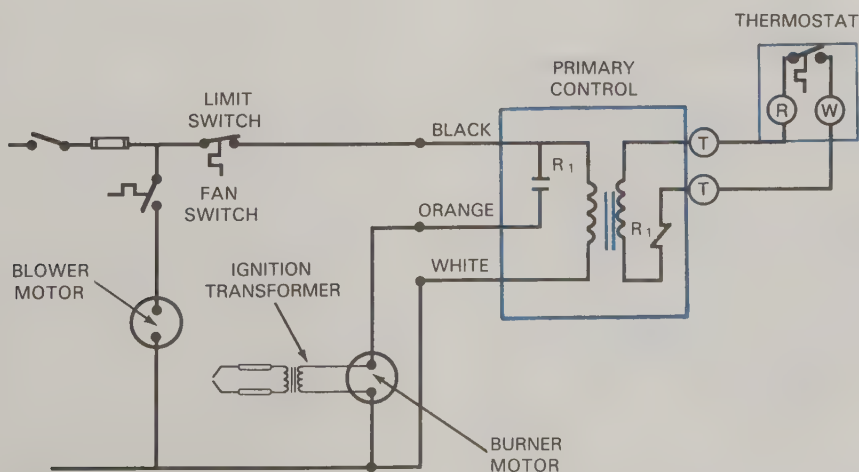 THERMOSTAT
PRIMARY
CONTROL
LIMIT
SWITCH
BLACK
R
W
T
R1
FAN
SWITCH
ORANGE
T
R1
BLOWER
MOTOR
IGNITION
TRANSFORMER
WHITE
BURNER
MOTOR